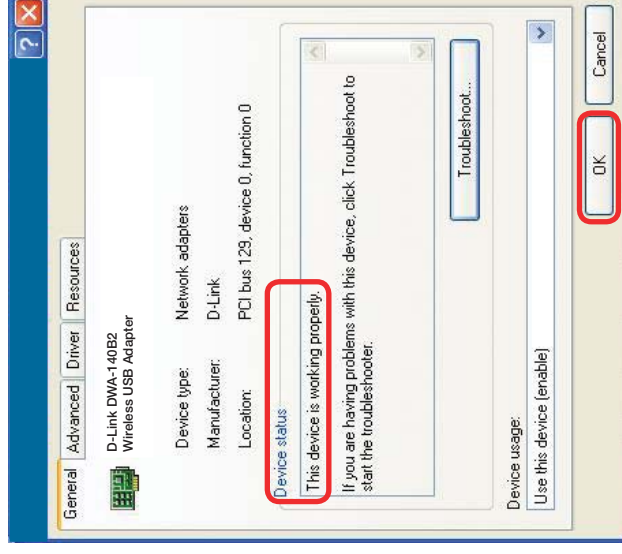 General
Advanced
Driver
Resources
D-Link DWA-140B2
Wireless USB Adapter
Device type: Network adapters
Manufacturer: D-Link
Location: PCI bus 129, device 0, function 0
Device status
This device is working properly.
If you are having problems with this device, click Troubleshoot to
start the troubleshooter.
Troubleshoot...
Device usage:
Use this device (enable)
OK
Cancel